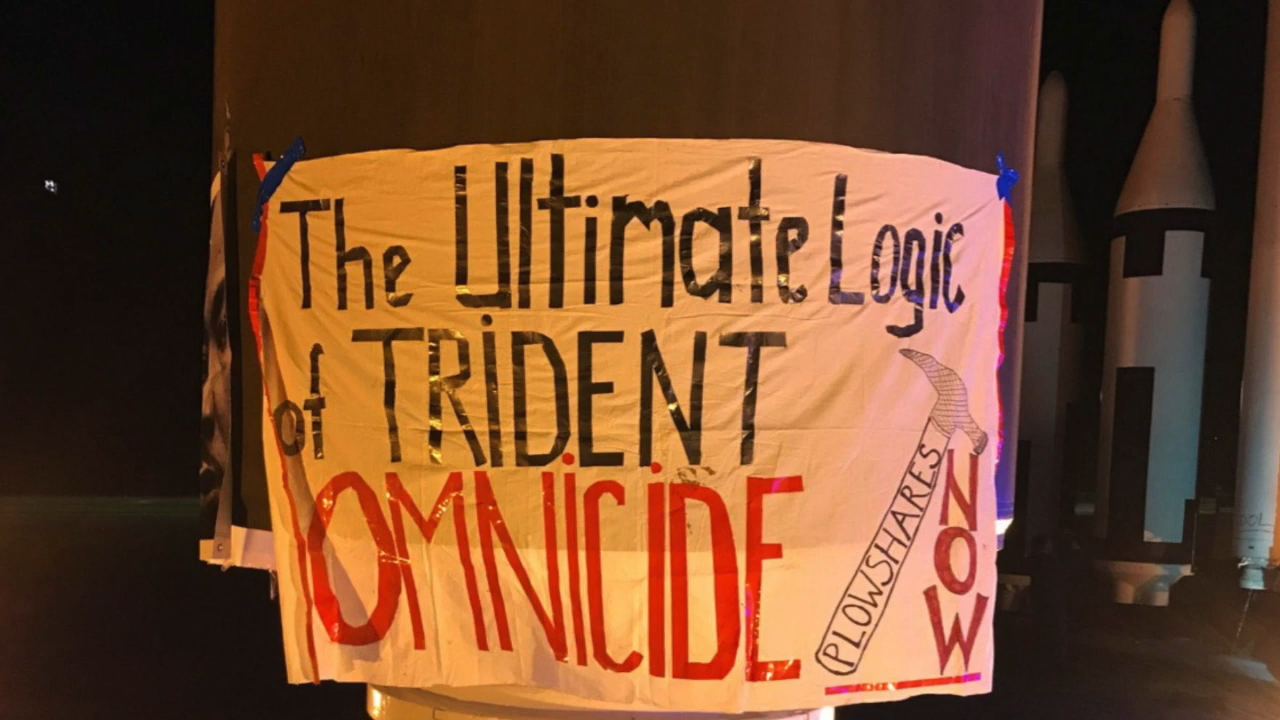 The Ultimate Logic
of TRiDENT
OMNiCiDE
PLOWSHARES
NOW